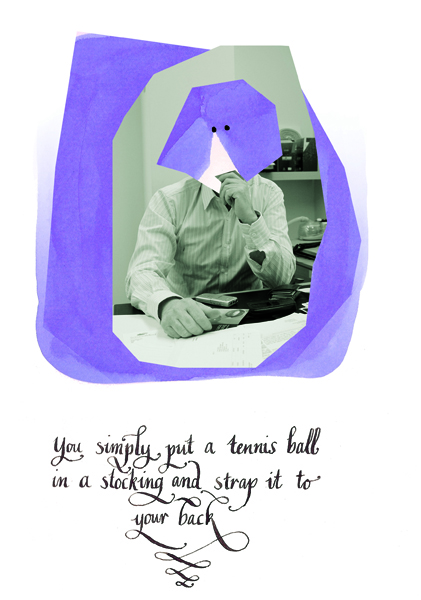 You simply put a tennis ball
in a stocking and strap it to
your back